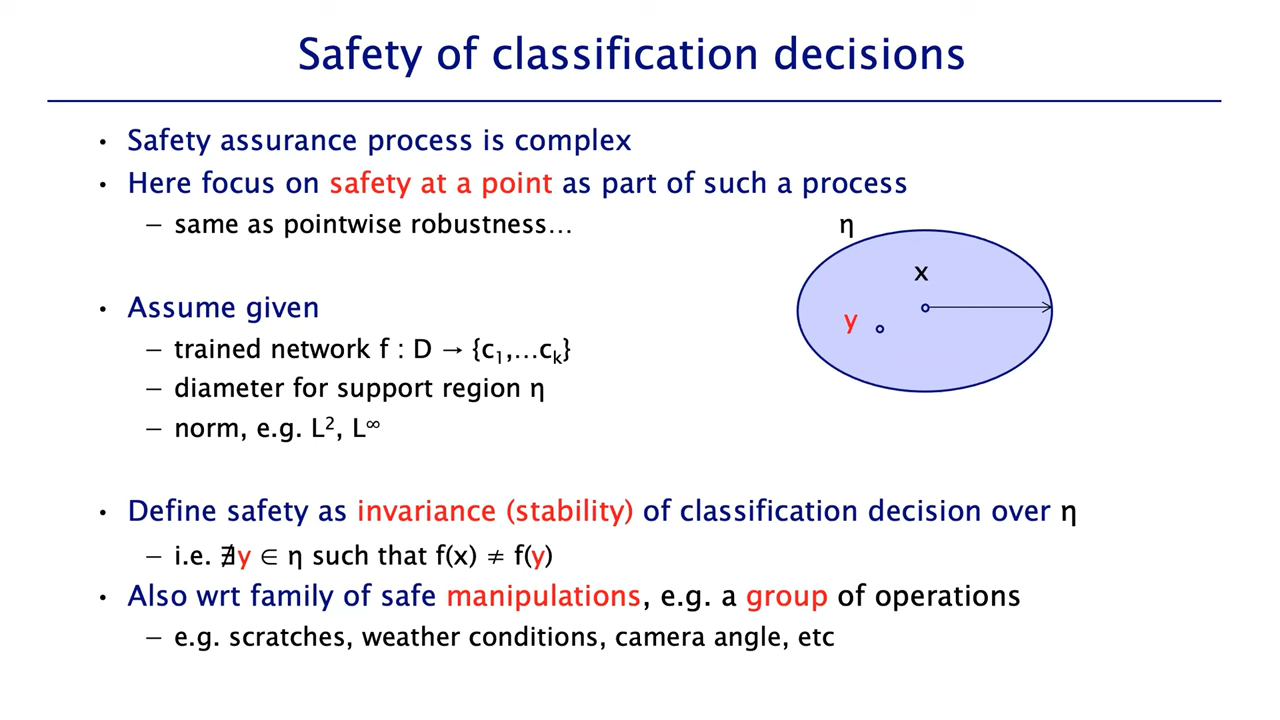 Safety of classification decisions
• Safety assurance process is complex
• Here focus on safety at a point as part of such a process
– same as pointwise robustness…
η
x
y
• Assume given
– trained network f : D → {c₁,…cₖ}
– diameter for support region η
– norm, e.g. L², L∞
• Define safety as invariance (stability) of classification decision over η
– i.e. ∄y ∈ η such that f(x) ≠ f(y)
• Also wrt family of safe manipulations, e.g. a group of operations
– e.g. scratches, weather conditions, camera angle, etc